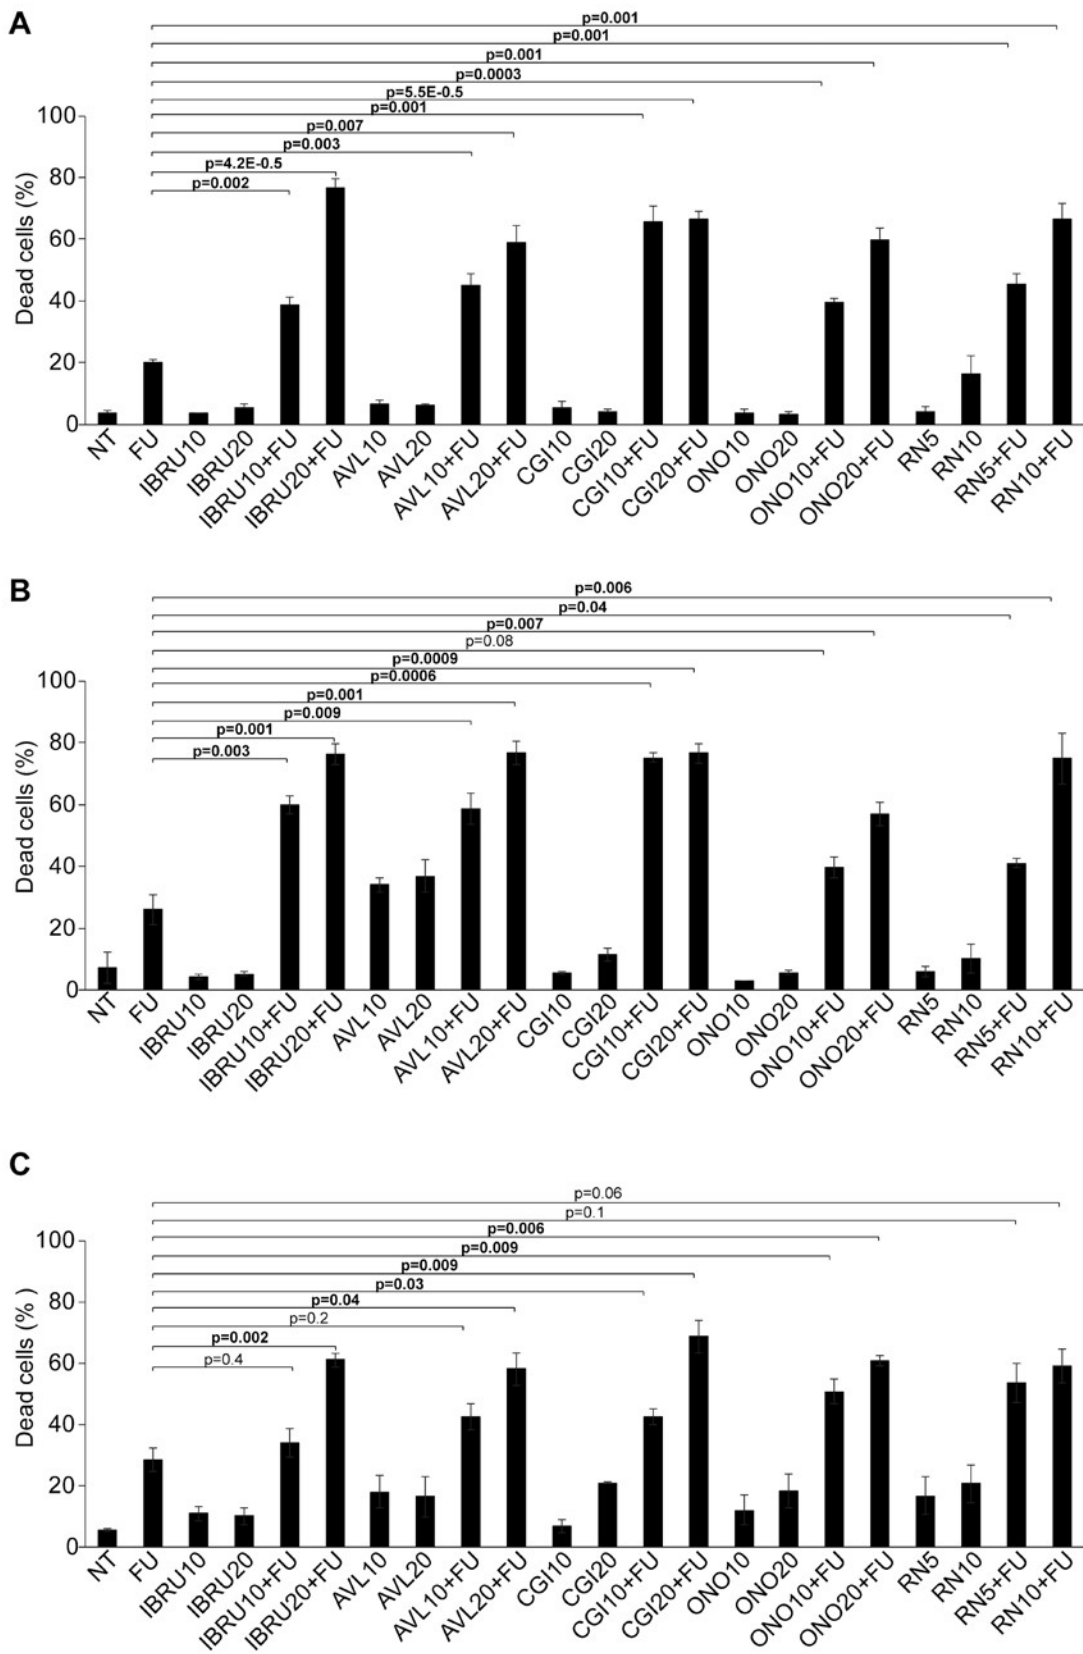 A
p=0.001
p=0.001
p=0.001
p=0.0003
p=5.5E-0.5
p=0.001
p=0.007
p=0.003
p=4.2E-0.5
p=0.002
Dead cells (%)
100
80
60
40
20
0
NT
FU
IBRU10
IBRU20
IBRU10+FU
IBRU20+FU
AVL10
AVL20
AVL10+FU
AVL20+FU
CGI10
CGI20
CGI10+FU
CGI20+FU
ONO10
ONO20
ONO10+FU
ONO20+FU
RN5
RN10
RN5+FU
RN10+FU
B
p=0.006
p=0.04
p=0.007
p=0.08
p=0.0009
p=0.0006
p=0.001
p=0.009
p=0.001
p=0.003
Dead cells (%)
100
80
60
40
20
0
NT
FU
IBRU10
IBRU20
IBRU10+FU
IBRU20+FU
AVL10
AVL20
AVL10+FU
AVL20+FU
CGI10
CGI20
CGI10+FU
CGI20+FU
ONO10
ONO20
ONO10+FU
ONO20+FU
RN5
RN10
RN5+FU
RN10+FU
C
p=0.06
p=0.1
p=0.006
p=0.009
p=0.009
p=0.03
p=0.04
p=0.2
p=0.002
p=0.4
Dead cells (% )
100
80
60
40
20
0
NT
FU
IBRU10
IBRU20
IBRU10+FU
IBRU20+FU
AVL10
AVL20
AVL10+FU
AVL20+FU
CGI10
CGI20
CGI10+FU
CGI20+FU
ONO10
ONO20
ONO10+FU
ONO20+FU
RN5
RN10
RN5+FU
RN10+FU